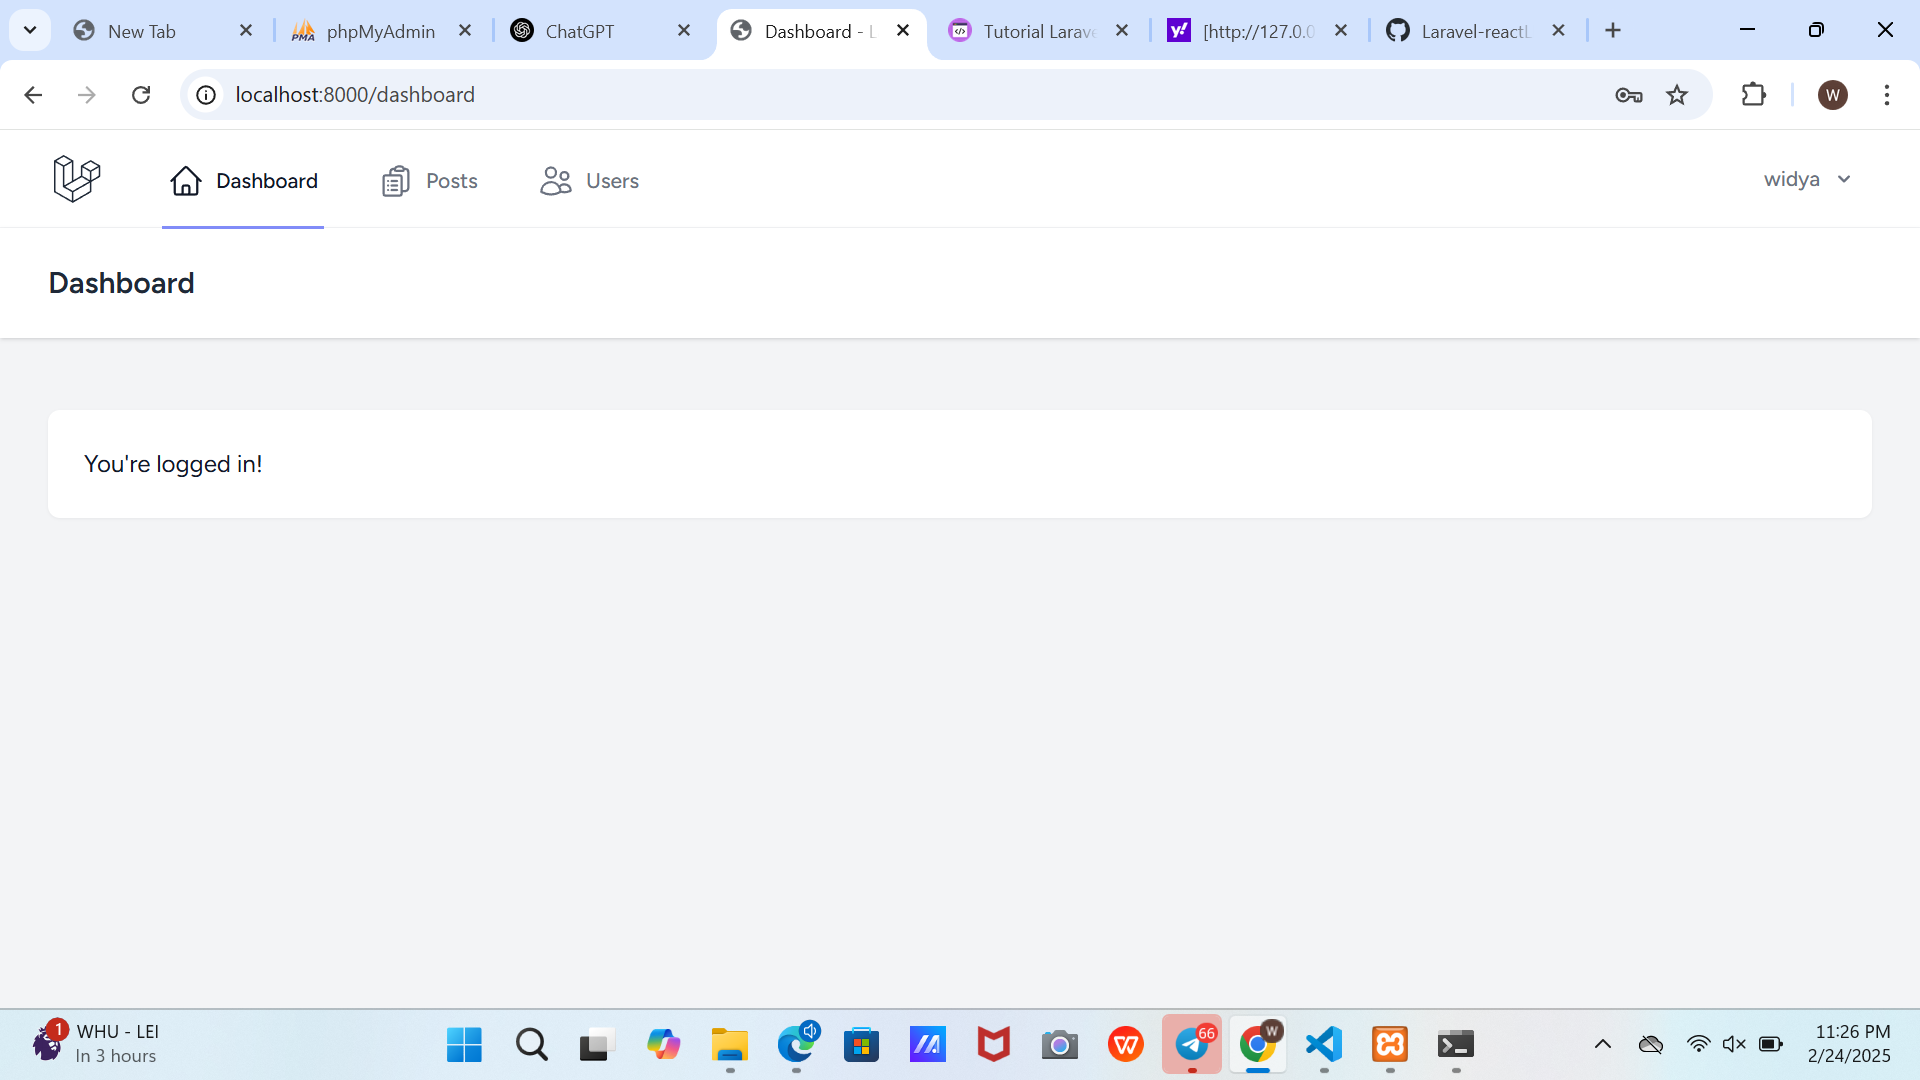 New Tab
phpMyAdmin
ChatGPT
Dashboard - L
Tutorial Larave
[http://127.0.0
Laravel-reactL
localhost:8000/dashboard
W
Dashboard
Posts
Users
widya
Dashboard
You're logged in!
1
WHU - LEI
In 3 hours
66
W
11:26 PM
2/24/2025